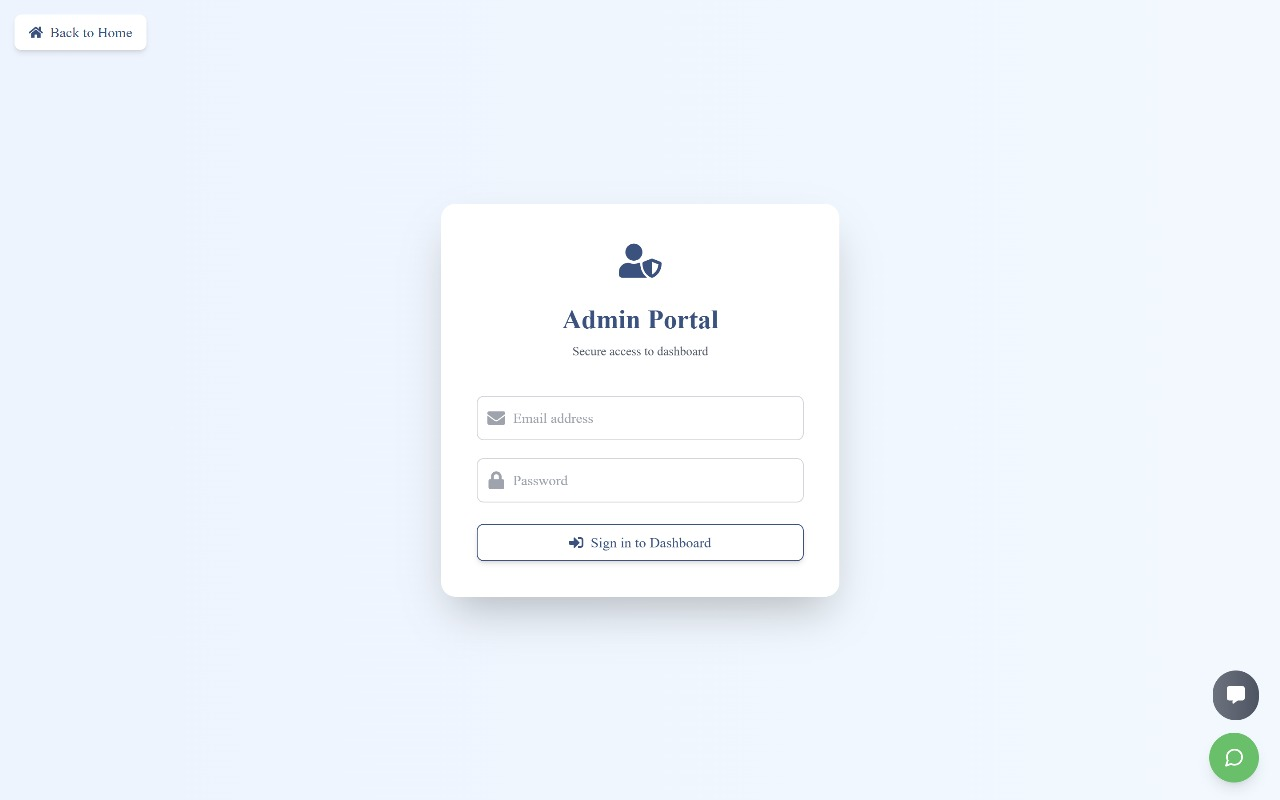 Back to Home
Admin Portal
Secure access to dashboard
Email address
Password
Sign in to Dashboard